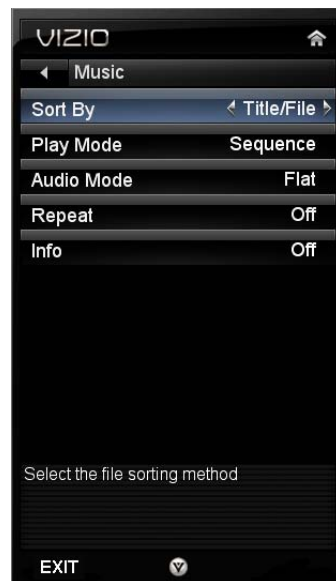 VIZIO
Music
Sort By Title/File
Play Mode Sequence
Audio Mode Flat
Repeat Off
Info Off
Select the file sorting method
EXIT
V